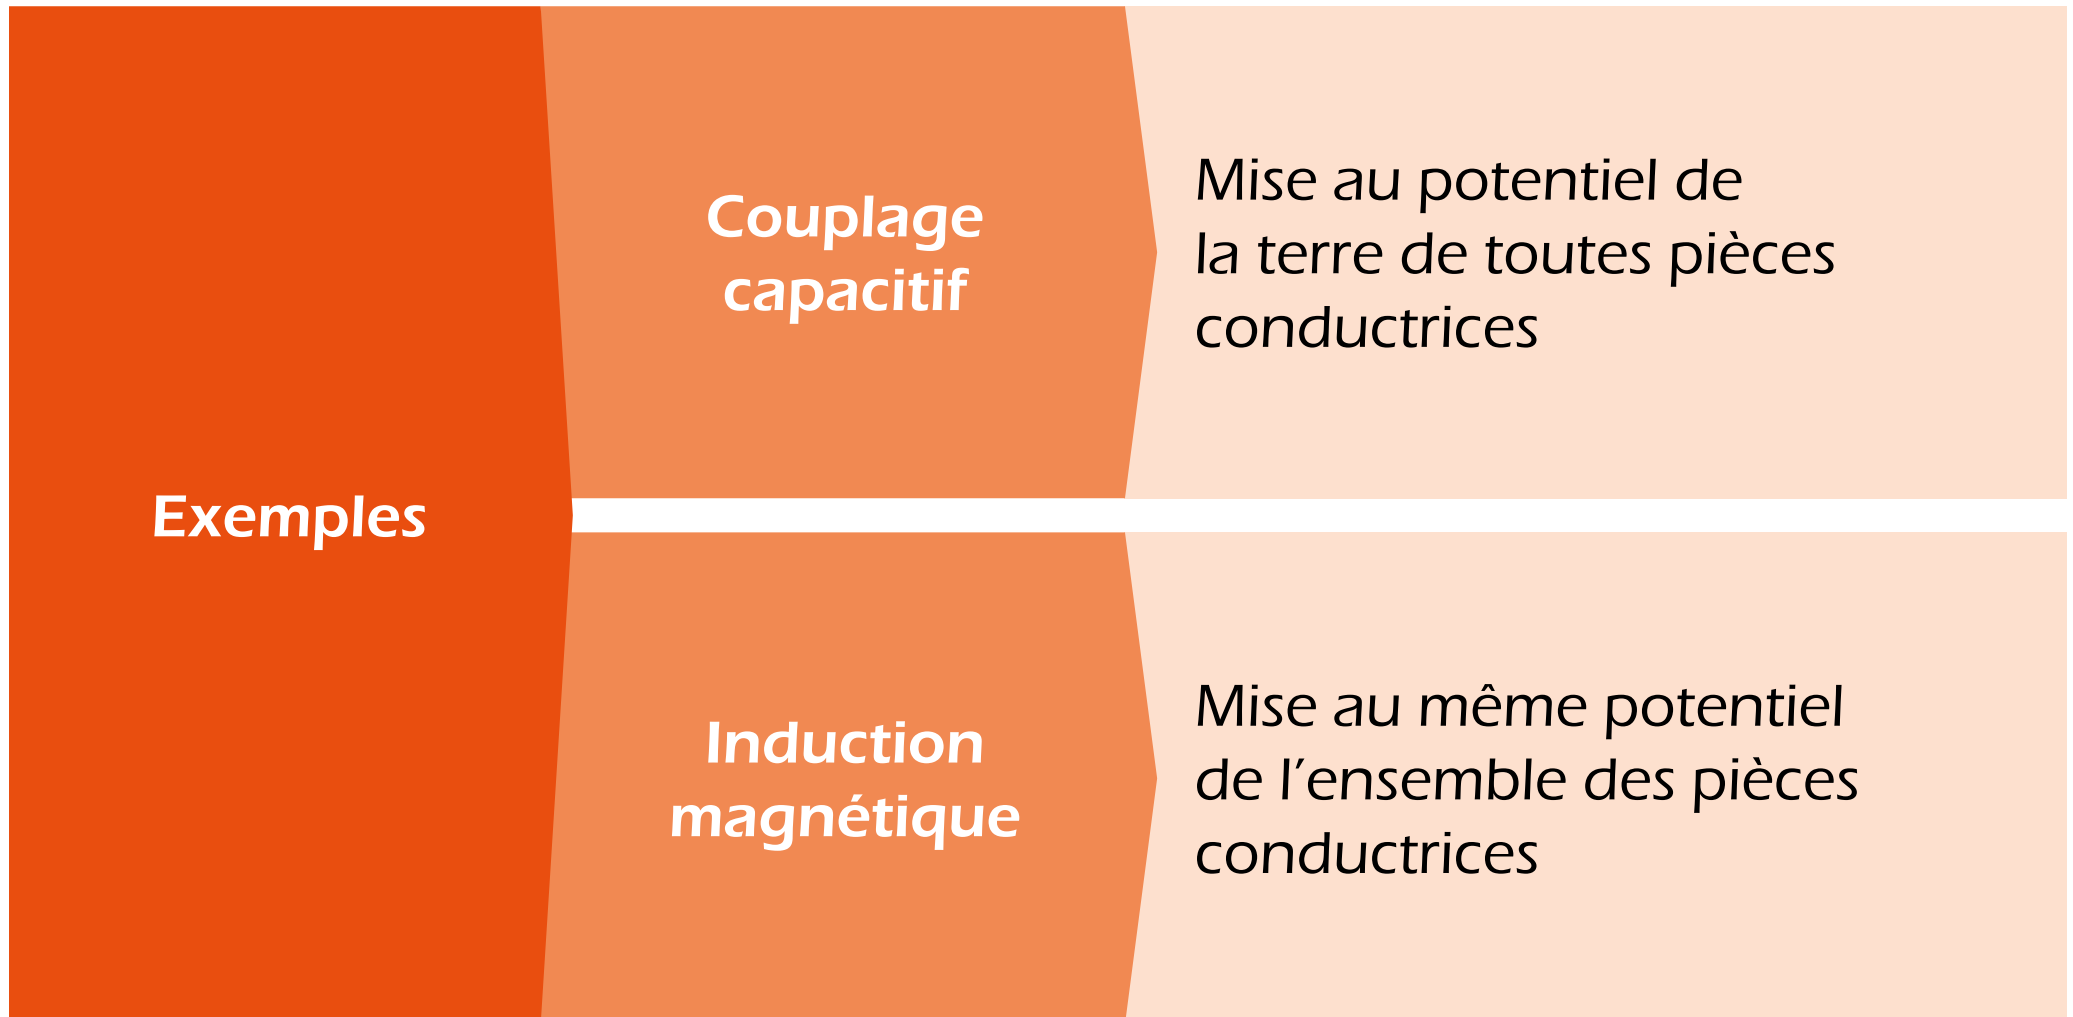 Exemples
Couplage
capacitif
Mise au potentiel de
la terre de toutes pièces
conductrices
Induction
magnétique
Mise au même potentiel
de l’ensemble des pièces
conductrices